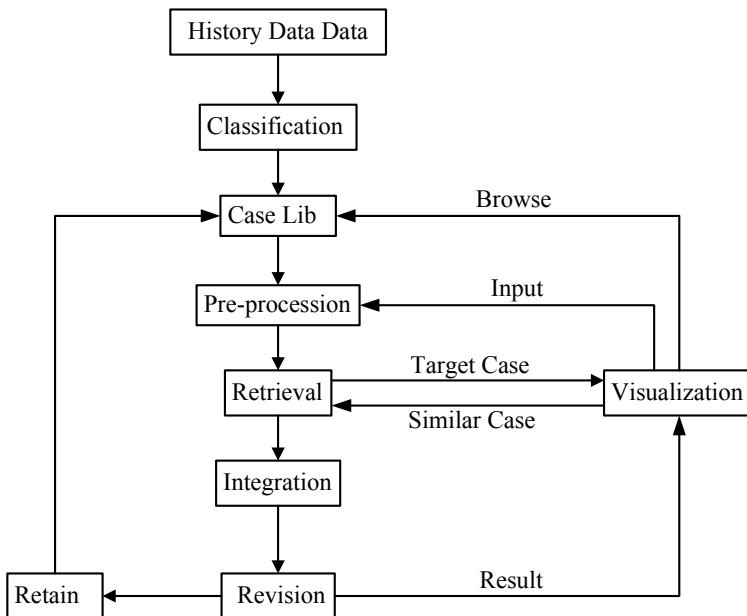 History Data Data
Classification
Case Lib
Browse
Pre-procession
Input
Retrieval
Target Case
Visualization
Similar Case
Integration
Retain
Revision
Result